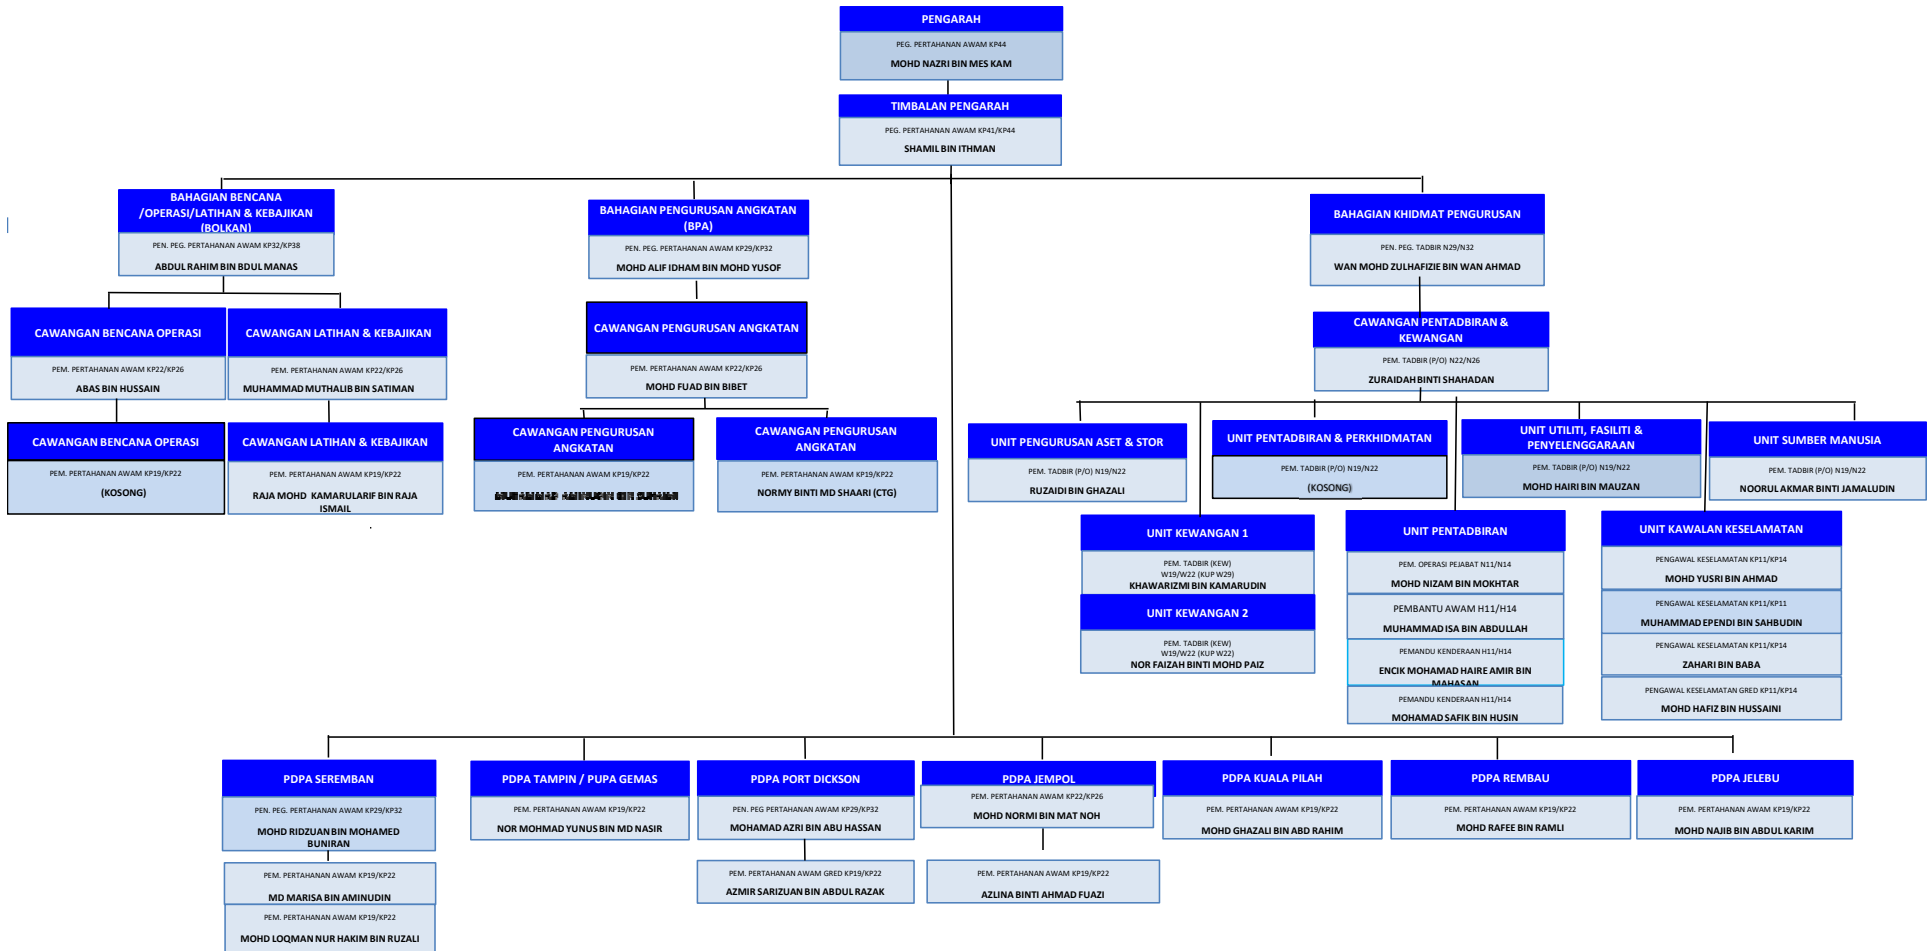 PENGARAH
PEG. PERTAHANAN AWAM KP44
MOHD NAZRI BIN MES KAM
TIMBALAN PENGARAH
PEG. PERTAHANAN AWAM KP41/KP44
SHAMIL BIN ITHMAN
BAHAGIAN BENCANA
/OPERASI/LATIHAN & KEBAJIKAN
(BOLKAN)
PEN. PEG. PERTAHANAN AWAM KP32/KP38
ABDUL RAHIM BIN BDUL MANAS
BAHAGIAN PENGURUSAN ANGKATAN
(BPA)
PEN. PEG. PERTAHANAN AWAM KP29/KP32
MOHD ALIF IDHAM BIN MOHD YUSOF
BAHAGIAN KHIDMAT PENGURUSAN
PEN. PEG. TADBIR N29/N32
WAN MOHD ZULHAFIZIE BIN WAN AHMAD
CAWANGAN BENCANA OPERASI
PEM. PERTAHANAN AWAM KP22/KP26
ABAS BIN HUSSAIN
CAWANGAN LATIHAN & KEBAJIKAN
PEM. PERTAHANAN AWAM KP22/KP26
MUHAMMAD MUTHALIB BIN SATIMAN
CAWANGAN PENGURUSAN ANGKATAN
PEM. PERTAHANAN AWAM KP22/KP26
MOHD FUAD BIN BIBET
CAWANGAN PENTADBIRAN &
KEWANGAN
PEM. TADBIR (P/O) N22/N26
ZURAIDAH BINTI SHAHADAN
CAWANGAN BENCANA OPERASI
PEM. PERTAHANAN AWAM KP19/KP22
(KOSONG)
CAWANGAN LATIHAN & KEBAJIKAN
PEM. PERTAHANAN AWAM KP19/KP22
RAJA MOHD KAMARULARIF BIN RAJA
ISMAIL
CAWANGAN PENGURUSAN
ANGKATAN
PEM. PERTAHANAN AWAM KP19/KP22
CAWANGAN PENGURUSAN
ANGKATAN
PEM. PERTAHANAN AWAM KP19/KP22
NORMY BINTI MD SHAARI (CTG)
UNIT PENGURUSAN ASET & STOR
PEM. TADBIR (P/O) N19/N22
RUZAIDI BIN GHAZALI
UNIT PENTADBIRAN & PERKHIDMATAN
PEM. TADBIR (P/O) N19/N22
(KOSONG)
UNIT UTILITI, FASILITI &
PENYELENGGARAAN
PEM. TADBIR (P/O) N19/N22
MOHD HAIRI BIN MAUZAN
UNIT SUMBER MANUSIA
PEM. TADBIR (P/O) N19/N22
NOORUL AKMAR BINTI JAMALUDIN
UNIT KEWANGAN 1
PEM. TADBIR (KEW)
W19/W22 (KUP W29)
KHAWARIZMI BIN KAMARUDIN
UNIT KEWANGAN 2
PEM. TADBIR (KEW)
W19/W22 (KUP W22)
NOR FAIZAH BINTI MOHD PAIZ
UNIT PENTADBIRAN
PEM. OPERASI PEJABAT N11/N14
MOHD NIZAM BIN MOKHTAR
PEMBANTU AWAM H11/H14
MUHAMMAD ISA BIN ABDULLAH
PEMANDU KENDERAAN H11/H14
ENCIK MOHAMAD HAIRE AMIR BIN
MAHASAN
PEMANDU KENDERAAN H11/H14
MOHAMAD SAFIK BIN HUSIN
UNIT KAWALAN KESELAMATAN
PENGAWAL KESELAMATAN KP11/KP14
MOHD YUSRI BIN AHMAD
PENGAWAL KESELAMATAN KP11/KP11
MUHAMMAD EPENDI BIN SAHBUDIN
PENGAWAL KESELAMATAN KP11/KP14
ZAHARI BIN BABA
PENGAWAL KESELAMATAN GRED KP11/KP14
MOHD HAFIZ BIN HUSSAINI
PDPA SEREMBAN
PEN. PEG. PERTAHANAN AWAM KP29/KP32
MOHD RIDZUAN BIN MOHAMED
BUNIRAN
PEM. PERTAHANAN AWAM KP19/KP22
MD MARISA BIN AMINUDIN
PEM. PERTAHANAN AWAM KP19/KP22
MOHD LOQMAN NUR HAKIM BIN RUZALI
PDPA TAMPIN / PUPA GEMAS
PEM. PERTAHANAN AWAM KP19/KP22
NOR MOHMAD YUNUS BIN MD NASIR
PDPA PORT DICKSON
PEN. PEG PERTAHANAN AWAM KP29/KP32
MOHAMAD AZRI BIN ABU HASSAN
PEM. PERTAHANAN AWAM GRED KP19/KP22
AZMIR SARIZUAN BIN ABDUL RAZAK
PDPA JEMPOL
PEM. PERTAHANAN AWAM KP22/KP26
MOHD NORMI BIN MAT NOH
PEM. PERTAHANAN AWAM KP19/KP22
AZLINA BINTI AHMAD FUAZI
PDPA KUALA PILAH
PEM. PERTAHANAN AWAM KP19/KP22
MOHD GHAZALI BIN ABD RAHIM
PDPA REMBAU
PEM. PERTAHANAN AWAM KP19/KP22
MOHD RAFEE BIN RAMLI
PDPA JELEBU
PEM. PERTAHANAN AWAM KP19/KP22
MOHD NAJIB BIN ABDUL KARIM